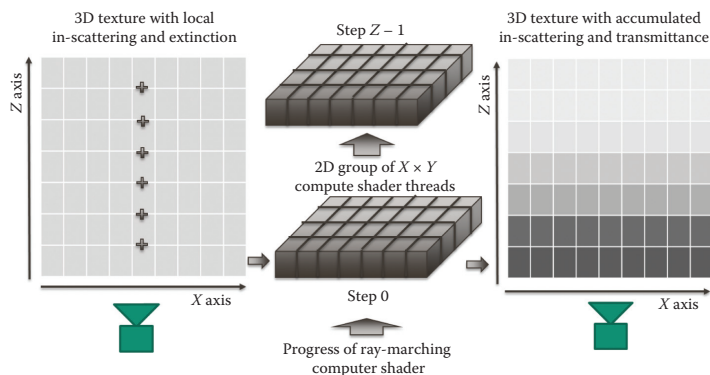 3D texture with local
in-scattering and extinction
Z axis
X axis
Step Z – 1
2D group of X × Y
compute shader threads
Step 0
Progress of ray-marching
computer shader
3D texture with accumulated
in-scattering and transmittance
Z axis
X axis